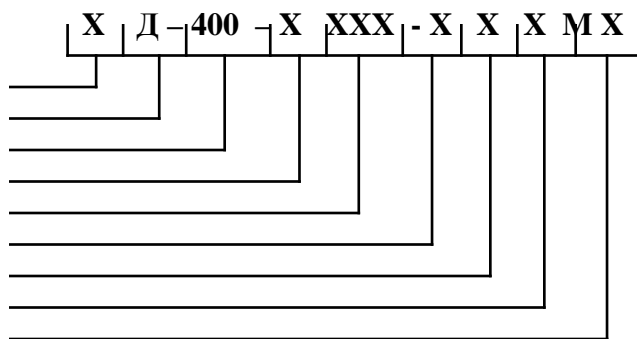 Х Д – 400 – Х ХХХ - Х Х Х М Х